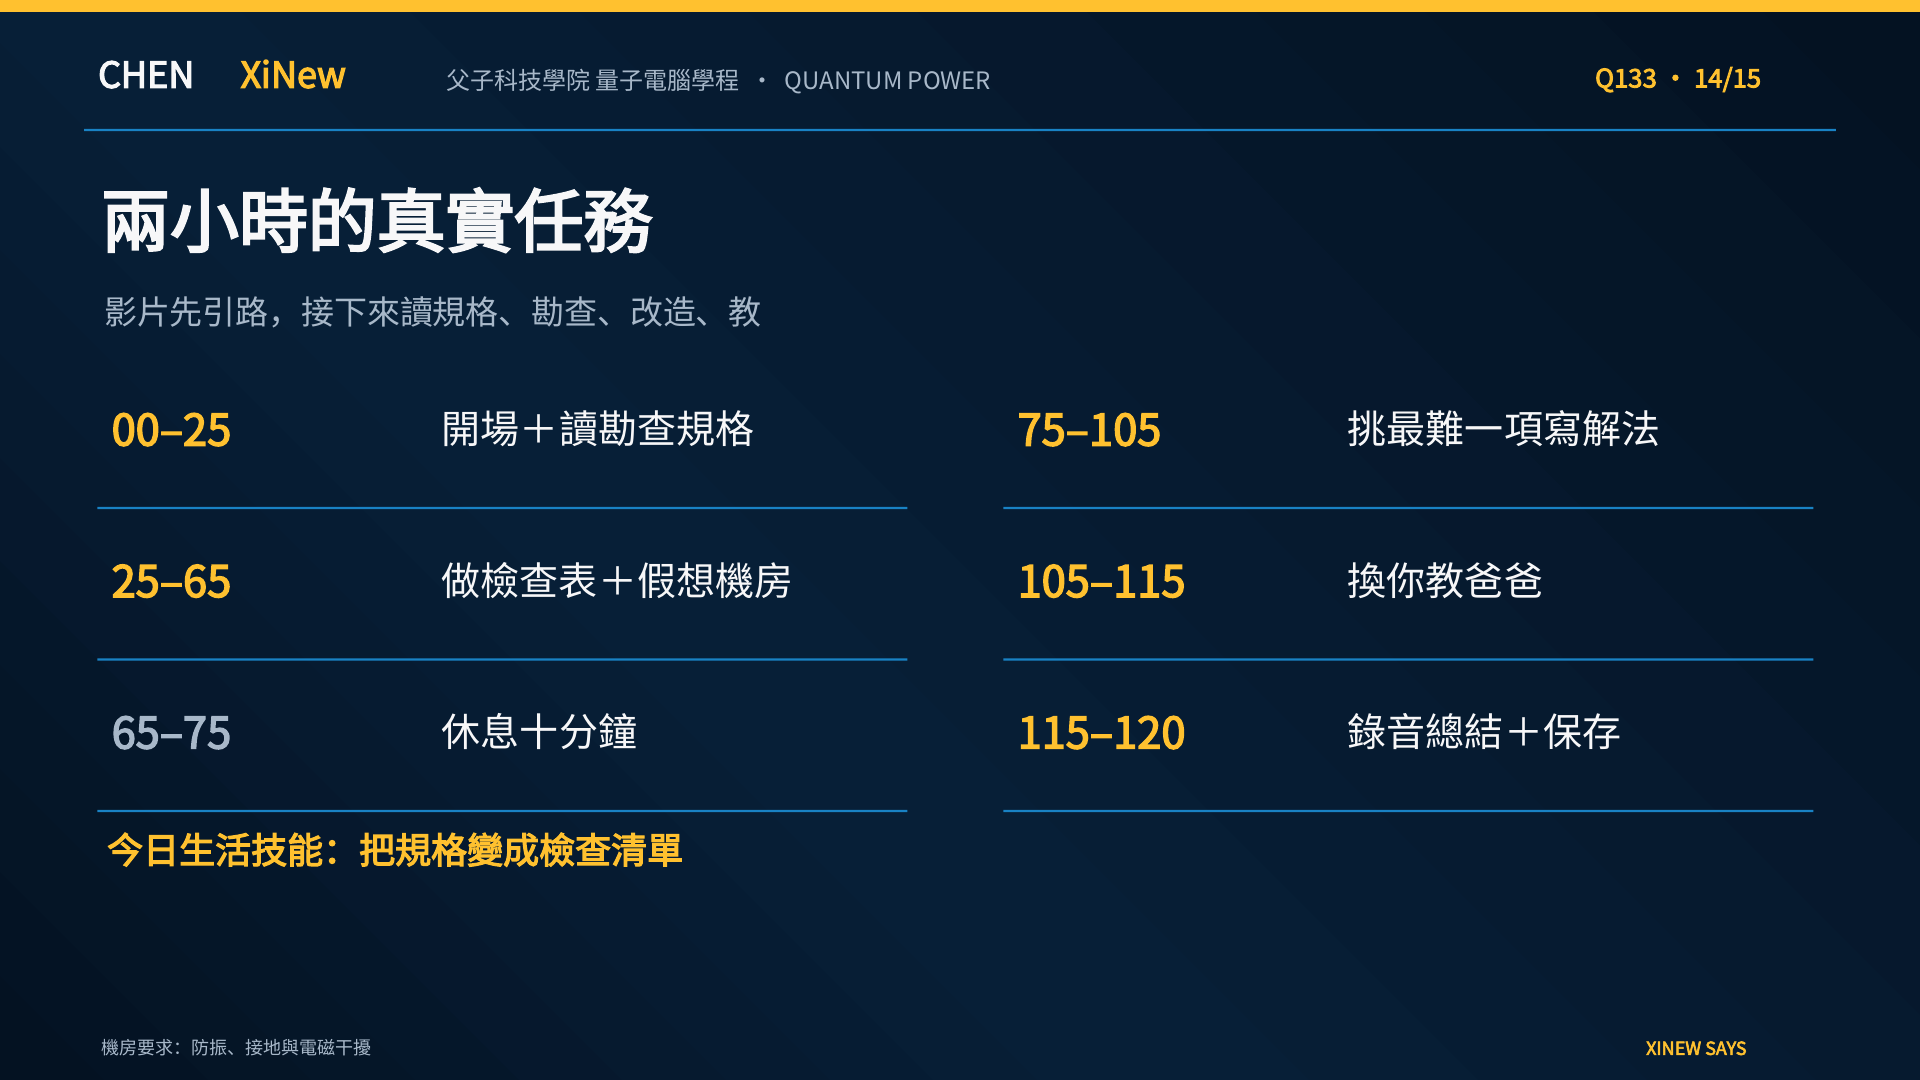 CHEN XiNew 父子科技學院 量子電腦學程 · QUANTUM POWER Q133 · 14/15
兩小時的真實任務
影片先引路，接下來讀規格、勘查、改造、教
00–25 開場＋讀勘查規格
25–65 做檢查表＋假想機房
65–75 休息十分鐘
75–105 挑最難一項寫解法
105–115 換你教爸爸
115–120 錄音總結＋保存
今日生活技能：把規格變成檢查清單
機房要求：防振、接地與電磁干擾 XINEW SAYS